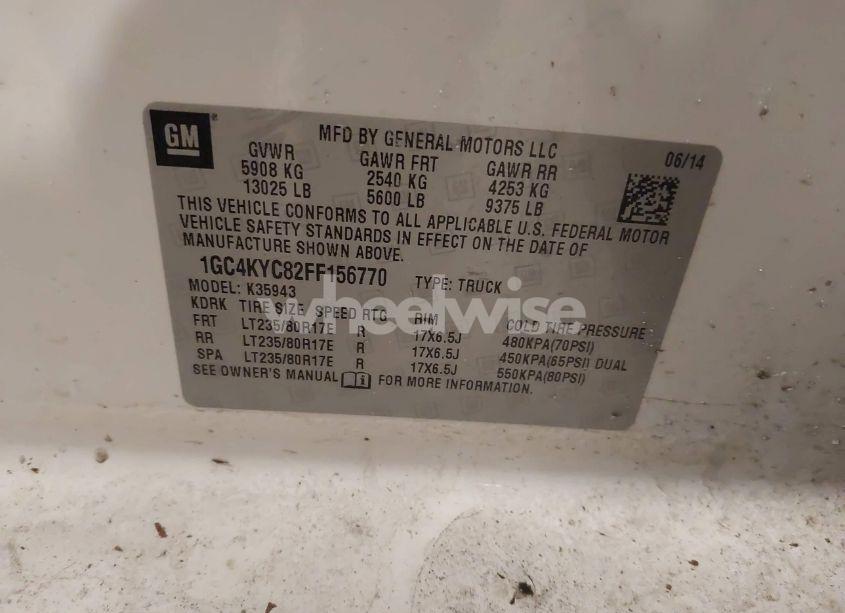 GM
MFD BY GENERAL MOTORS LLC
06/14
GVWR GAWR FRT GAWR RR
5908 KG 2540 KG 4253 KG
13025 LB 5600 LB 9375 LB
THIS VEHICLE CONFORMS TO ALL APPLICABLE U.S. FEDERAL MOTOR
VEHICLE SAFETY STANDARDS IN EFFECT ON THE DATE OF
MANUFACTURE SHOWN ABOVE.
1GC4KYC82FF156770 TYPE: TRUCK
MODEL: K35943
KDRK TIRE SIZE SPEED RTG RIM COLD TIRE PRESSURE
FRT LT235/80R17E R 17X6.5J 480KPA(70PSI)
RR LT235/80R17E R 17X6.5J 450KPA(65PSI) DUAL
SPA LT235/80R17E R 17X6.5J 550KPA(80PSI)
SEE OWNER'S MANUAL FOR MORE INFORMATION.
wheelwise